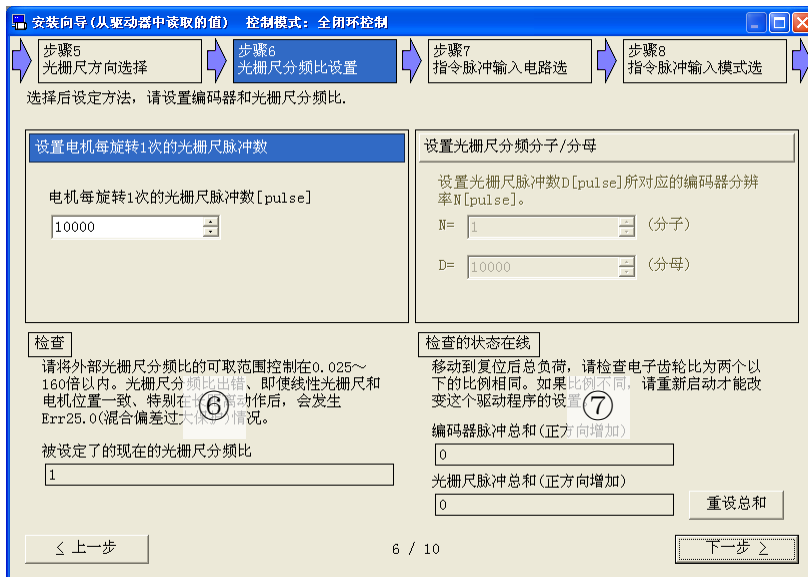 安装向导(从驱动器中读取的值) 控制模式: 全闭环控制
步骤5
光栅尺方向选择
步骤6
光栅尺分频比设置
步骤7
指令脉冲输入电路选
步骤8
指令脉冲输入模式选
选择后设定方法, 请设置编码器和光栅尺分频比.
设置电机每旋转1次的光栅尺脉冲数
电机每旋转1次的光栅尺脉冲数[pulse]
10000
设置光栅尺分频分子/分母
设置光栅尺脉冲数D[pulse]所对应的编码器分辨
率N[pulse]。
N= 1 (分子)
D= 10000 (分母)
检查
请将外部光栅尺分频比的可取范围控制在0.025～
160倍以内。光栅尺分频比出错、即使线性光栅尺和
电机位置一致、特别在动作后, 会发生
Err25.0(混合偏差过大保护)情况。
⑥
被设定了的现在的光栅尺分频比
1
检查的状态在线
移动到复位后总负荷, 请检查电子齿轮比为两个以
下的比例相同。如果比例不同, 请重新启动才能改
变这个驱动程序的设置
⑦
编码器脉冲总和(正方向增加)
0
光栅尺脉冲总和(正方向增加)
0
重设总和
< 上一步
6 / 10
下一步 >